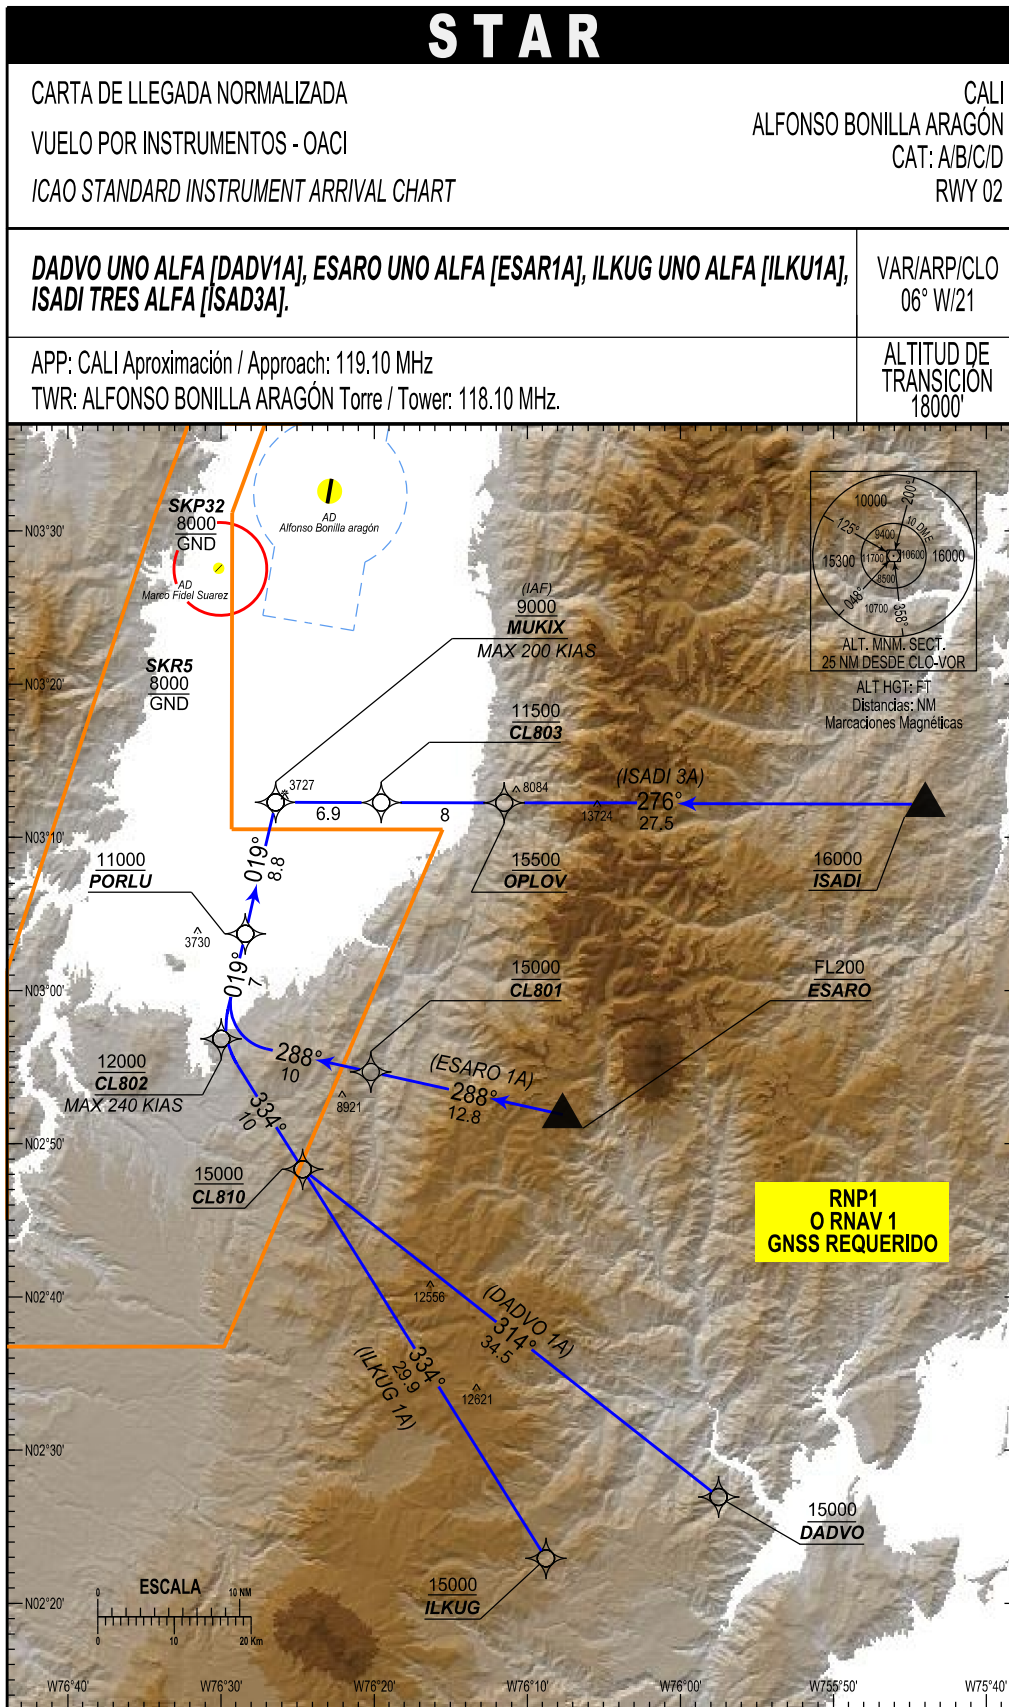 STAR
CARTA DE LLEGADA NORMALIZADA
VUELO POR INSTRUMENTOS - OACI
ICAO STANDARD INSTRUMENT ARRIVAL CHART
CALI
ALFONSO BONILLA ARAGÓN
CAT: A/B/C/D
RWY 02
DADVO UNO ALFA [DADV1A], ESARO UNO ALFA [ESAR1A], ILKUG UNO ALFA [ILKU1A],
ISADI TRES ALFA [ISAD3A].
VAR/ARP/CLO
06° W/21
APP: CALI Aproximación / Approach: 119.10 MHz
TWR: ALFONSO BONILLA ARAGÓN Torre / Tower: 118.10 MHz.
ALTITUD DE
TRANSICIÓN
18000'
SKP32
8000
GND
AD
Alfonso Bonilla aragón
AD
Marco Fidel Suarez
SKR5
8000
GND
10000
200°
125°
10 DME
9400
15300
11700
10600
16000
8500
048°
10700
358°
ALT. MNM. SECT.
25 NM DESDE CLO-VOR
ALT HGT: FT
Distancias: NM
Marcaciones Magnéticas
(IAF)
9000
MUKIX
MAX 200 KIAS
11500
CL803
3727
6.9
8
8084
(ISADI 3A)
276°
27.5
13724
15500
OPLOV
16000
ISADI
019°
8.8
11000
PORLU
3730
019°
7
15000
CL801
FL200
ESARO
12000
CL802
MAX 240 KIAS
288°
10
(ESARO 1A)
288°
12.8
8921
334°
10
15000
CL810
RNP1
O RNAV 1
GNSS REQUERIDO
12556
(DADVO 1A)
314°
34.5
334°
29.9
(ILKUG 1A)
12621
15000
DADVO
15000
ILKUG
ESCALA
0
10 NM
0
10
20 Km
N03°30'
N03°20'
N03°10'
N03°00'
N02°50'
N02°40'
N02°30'
N02°20'
W76°40'
W76°30'
W76°20'
W76°10'
W76°00'
W755°50'
W75°40'